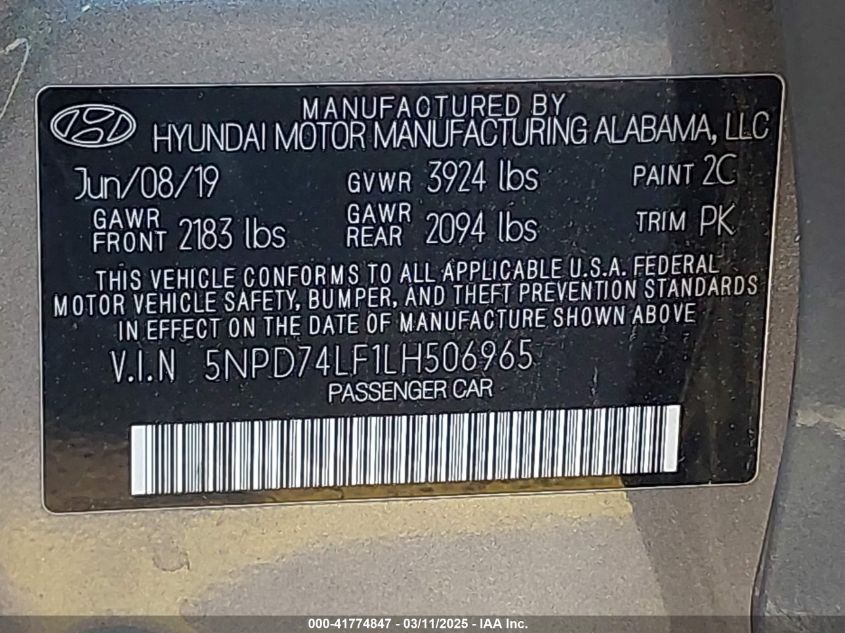 MANUFACTURED BY
HYUNDAI MOTOR MANUFACTURING ALABAMA, LLC
Jun/08/19 GVWR 3924 lbs PAINT 2C
GAWR FRONT 2183 lbs GAWR REAR 2094 lbs TRIM PK
THIS VEHICLE CONFORMS TO ALL APPLICABLE U.S.A. FEDERAL
MOTOR VEHICLE SAFETY, BUMPER, AND THEFT PREVENTION STANDARDS
IN EFFECT ON THE DATE OF MANUFACTURE SHOWN ABOVE
V.I.N 5NPD74LF1LH506965
PASSENGER CAR
000-41774847 - 03/11/2025 - IAA Inc.